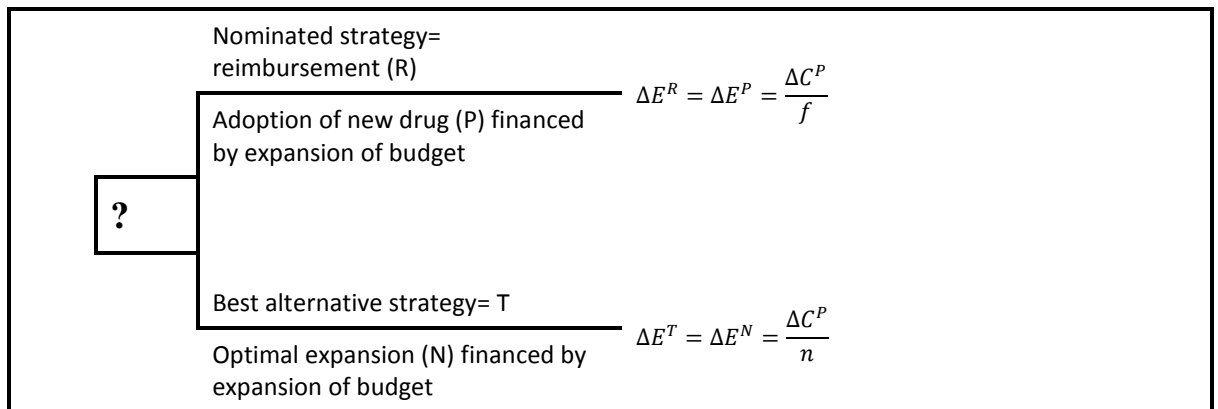 Nominated strategy=
reimbursement (R)
Adoption of new drug (P) financed
by expansion of budget
ΔE^R = ΔE^P = ΔC^P / f
?
Best alternative strategy= T
Optimal expansion (N) financed by
expansion of budget
ΔE^T = ΔE^N = ΔC^P / n